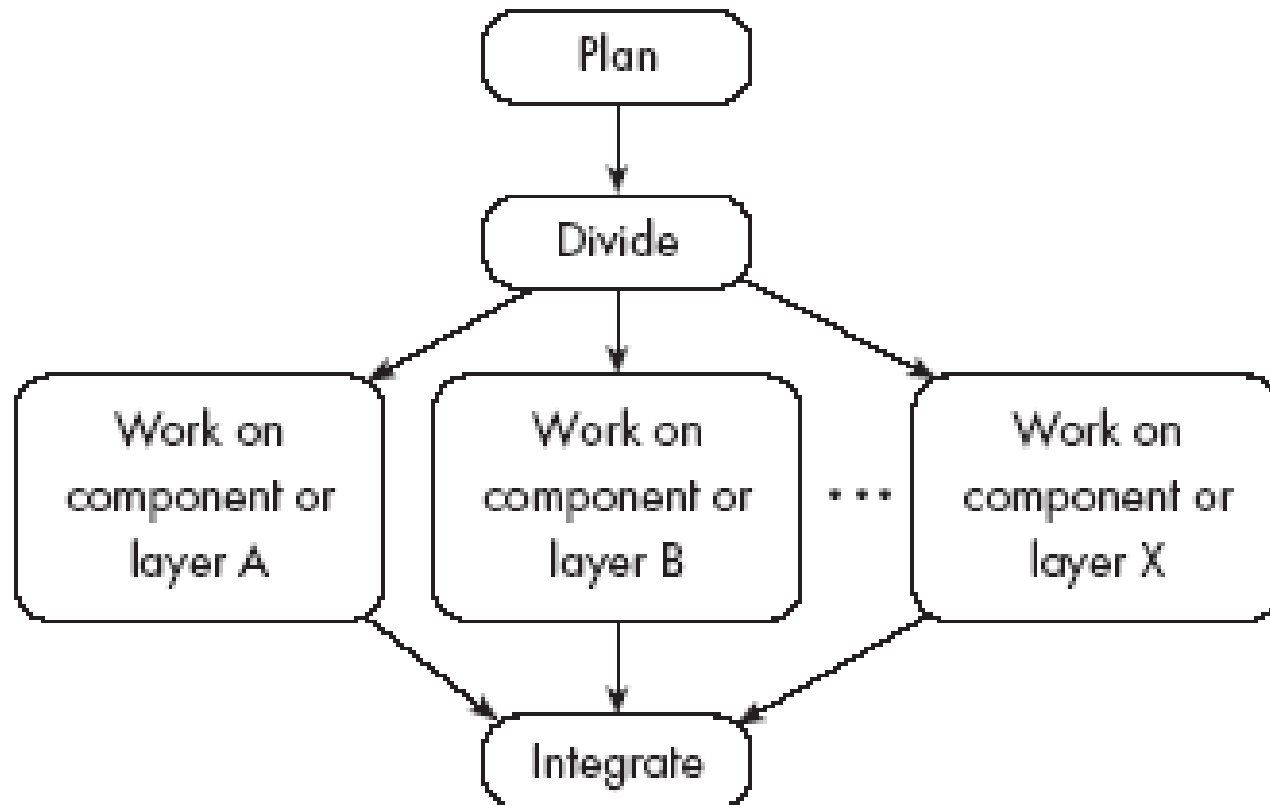 Plan
Divide
Work on
component or
layer A
Work on
component or
layer B
...
Work on
component or
layer X
Integrate